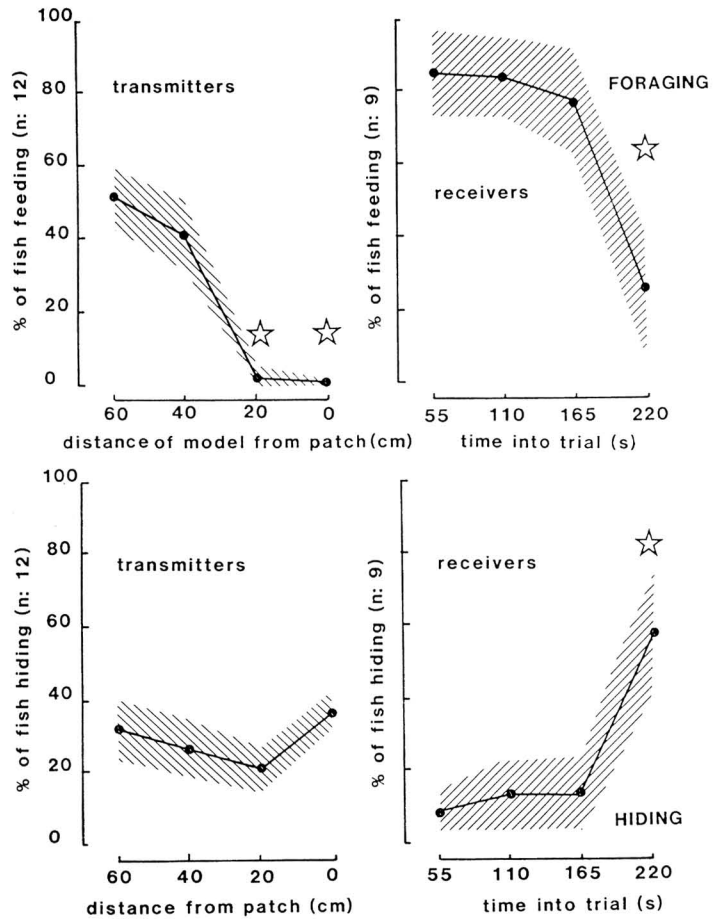 100
80
60
40
20
0
% of fish feeding (n: 12)
transmitters
60 40 20 0
distance of model from patch (cm)
% of fish feeding (n: 9)
FORAGING
receivers
55 110 165 220
time into trial (s)
100
80
60
40
20
0
% of fish hiding (n: 12)
transmitters
60 40 20 0
distance from patch (cm)
% of fish hiding (n: 9)
receivers
HIDING
55 110 165 220
time into trial (s)